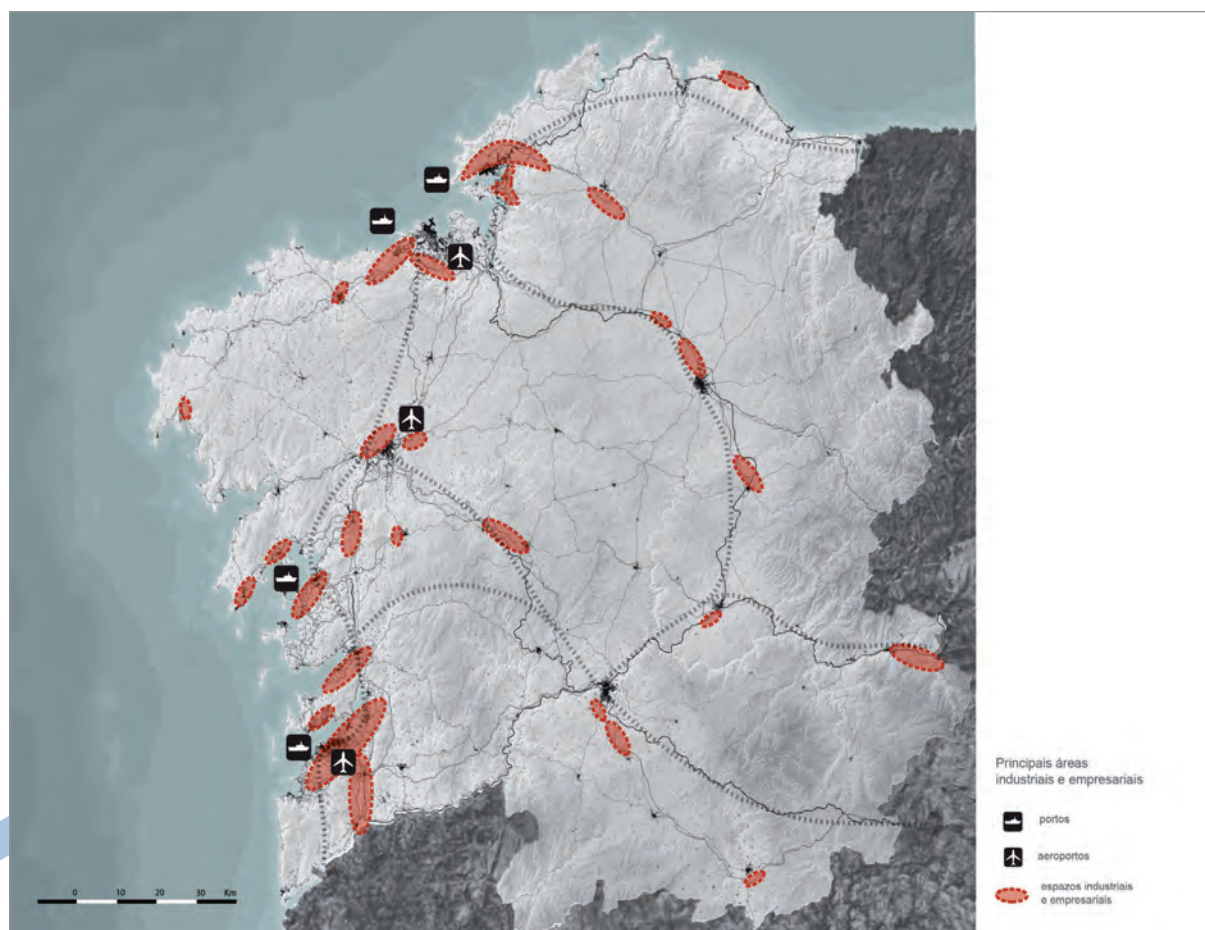 Principais áreas
industriais e empresariais
portos
aeroportos
espazos industriais
e empresariais
0 10 20 30 Km